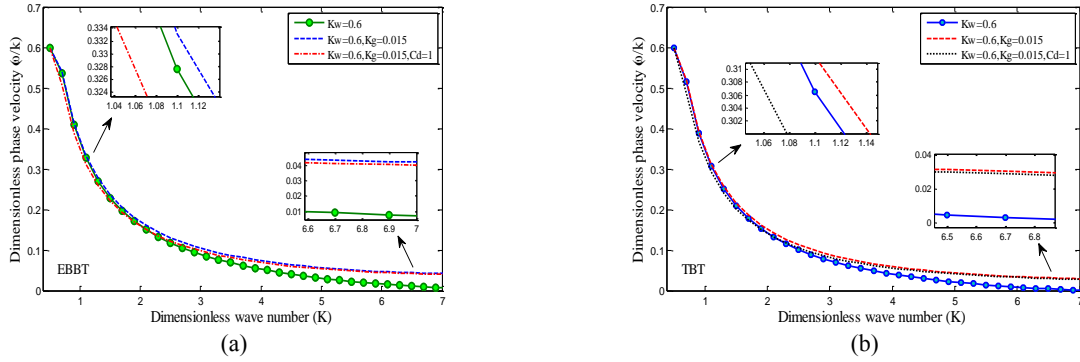 Kw=0.6
Kw=0.6,Kg=0.015
Kw=0.6,Kg=0.015,Cd=1
0.7
0.6
0.5
0.4
0.3
0.2
0.1
0
0.334
0.332
0.33
0.328
0.326
0.324
1.04 1.06 1.08 1.1 1.12
0.04
0.03
0.02
0.01
6.6 6.7 6.8 6.9 7
EBBT
1 2 3 4 5 6 7
Dimensionless phase velocity (ϕ/k)
Dimensionless wave number (K)
(a)
Kw=0.6
Kw=0.6,Kg=0.015
Kw=0.6,Kg=0.015,Cd=1
0.7
0.6
0.5
0.4
0.3
0.2
0.1
0
0.31
0.308
0.306
0.304
0.302
0.3
1.06 1.08 1.1 1.12 1.14
0.04
0.02
0
6.5 6.6 6.7 6.8
TBT
1 2 3 4 5 6 7
Dimensionless phase velocity (ϕ/k)
Dimensionless wave number (K)
(b)